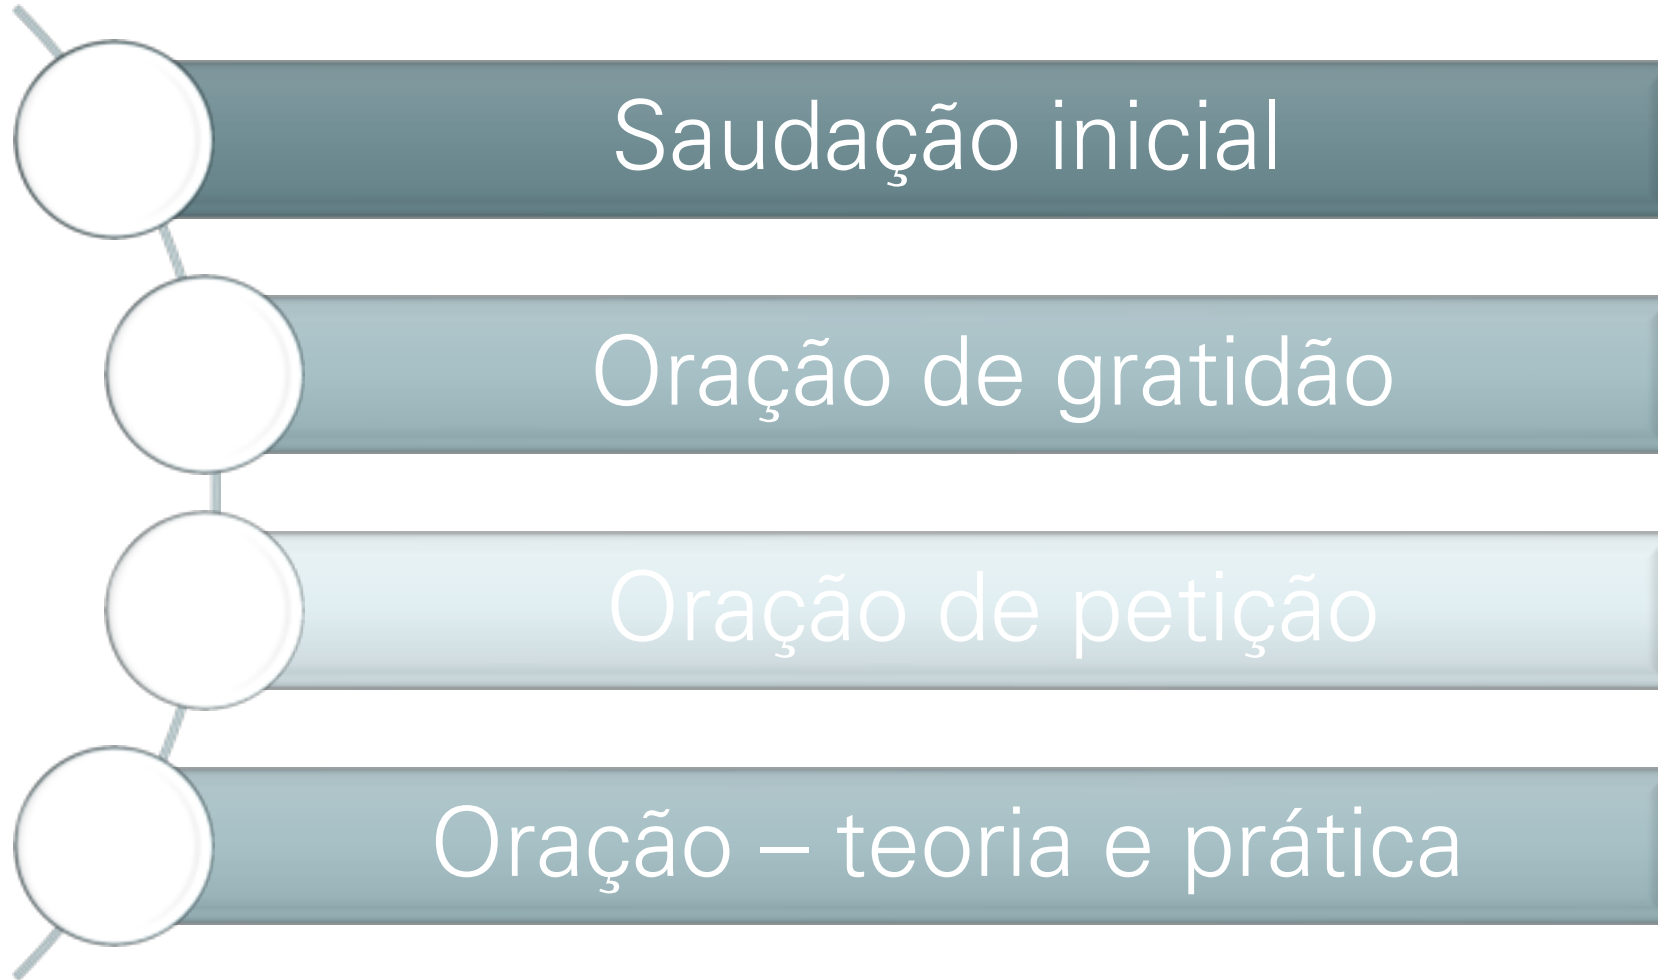 Saudação inicial
Oração de gratidão
Oração de petição
Oração – teoria e prática